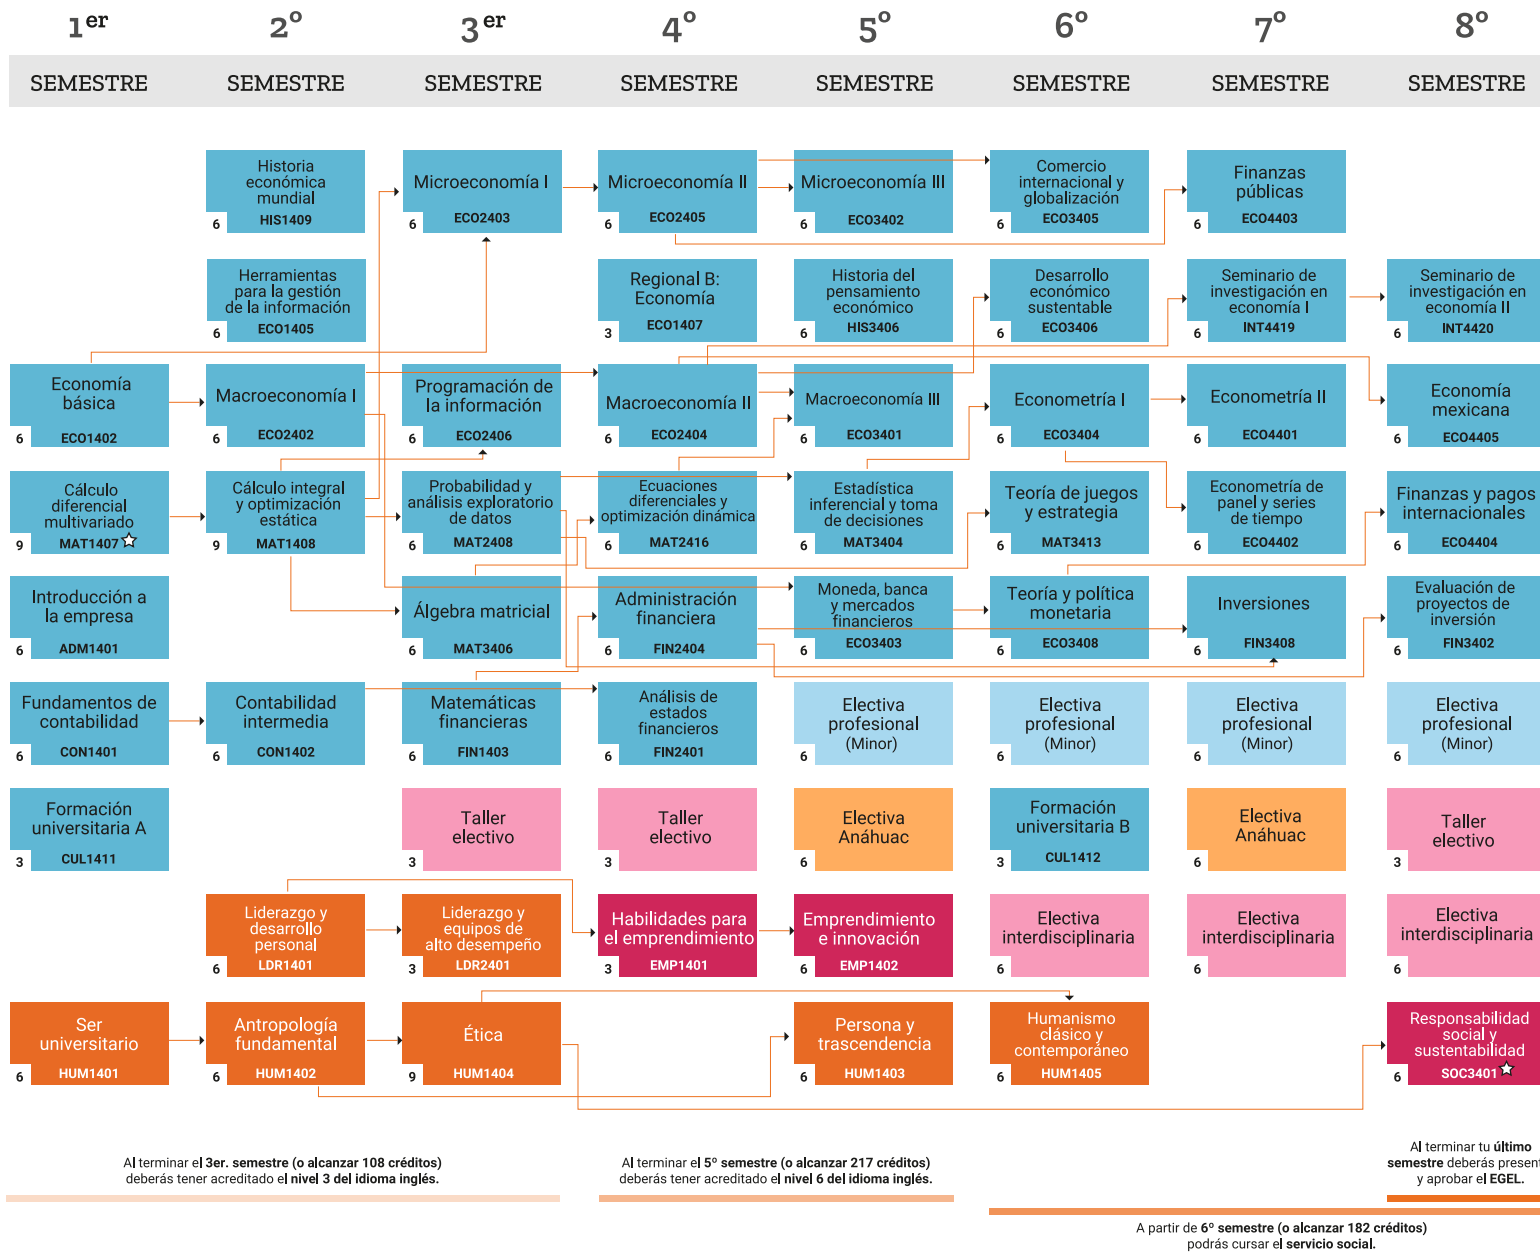 1er 2º 3er 4º 5º 6º 7º 8º
SEMESTRE SEMESTRE SEMESTRE SEMESTRE SEMESTRE SEMESTRE SEMESTRE SEMESTRE
Historia
económica
mundial
6 HIS1409
Microeconomía I
6 ECO2403
Microeconomía II
6 ECO2405
Microeconomía III
6 ECO3402
Comercio
internacional y
globalización
6 ECO3405
Finanzas
públicas
6 ECO4403
Herramientas
para la gestión
de la información
6 ECO1405
Regional B:
Economía
3 ECO1407
Historia del
pensamiento
económico
6 HIS3406
Desarrollo
económico
sustentable
6 ECO3406
Seminario de
investigación en
economía I
6 INT4419
Seminario de
investigación en
economía II
6 INT4420
Economía
básica
6 ECO1402
Macroeconomía I
6 ECO2402
Programación de
la información
6 ECO2406
Macroeconomía II
6 ECO2404
Macroeconomía III
6 ECO3401
Econometría I
6 ECO3404
Econometría II
6 ECO4401
Economía
mexicana
6 ECO4405
Cálculo
diferencial
multivariado
9 MAT1407
Cálculo integral
y optimización
estática
9 MAT1408
Probabilidad y
análisis exploratorio
de datos
6 MAT2408
Ecuaciones
diferenciales y
optimización dinámica
6 MAT2416
Estadística
inferencial y toma
de decisiones
6 MAT3404
Teoría de juegos
y estrategia
6 MAT3413
Econometría de
panel y series
de tiempo
6 ECO4402
Finanzas y pagos
internacionales
6 ECO4404
Introducción a
la empresa
6 ADM1401
Álgebra matricial
6 MAT3406
Administración
financiera
6 FIN2404
Moneda, banca
y mercados
financieros
6 ECO3403
Teoría y política
monetaria
6 ECO3408
Inversiones
6 FIN3408
Evaluación de
proyectos de
inversión
6 FIN3402
Fundamentos de
contabilidad
6 CON1401
Contabilidad
intermedia
6 CON1402
Matemáticas
financieras
6 FIN1403
Análisis de
estados
financieros
6 FIN2401
Electiva
profesional
(Minor)
6
Electiva
profesional
(Minor)
6
Electiva
profesional
(Minor)
6
Electiva
profesional
(Minor)
6
Formación
universitaria A
3 CUL1411
Taller
electivo
3
Taller
electivo
3
Electiva
Anáhuac
6
Formación
universitaria B
3 CUL1412
Electiva
Anáhuac
6
Taller
electivo
3
Liderazgo y
desarrollo
personal
6 LDR1401
Liderazgo y
equipos de
alto desempeño
3 LDR2401
Habilidades para
el emprendimiento
3 EMP1401
Emprendimiento
e innovación
6 EMP1402
Electiva
interdisciplinaria
6
Electiva
interdisciplinaria
6
Electiva
interdisciplinaria
6
Ser
universitario
6 HUM1401
Antropología
fundamental
6 HUM1402
Ética
9 HUM1404
Persona y
trascendencia
6 HUM1403
Humanismo
clásico y
contemporáneo
6 HUM1405
Responsabilidad
social y
sustentabilidad
6 SOC3401
Al terminar el 3er. semestre (o alcanzar 108 créditos)
deberás tener acreditado el nivel 3 del idioma inglés.
Al terminar el 5º semestre (o alcanzar 217 créditos)
deberás tener acreditado el nivel 6 del idioma inglés.
Al terminar tu último
semestre deberás present
y aprobar el EGEL.
A partir de 6º semestre (o alcanzar 182 créditos)
podrás cursar el servicio social.